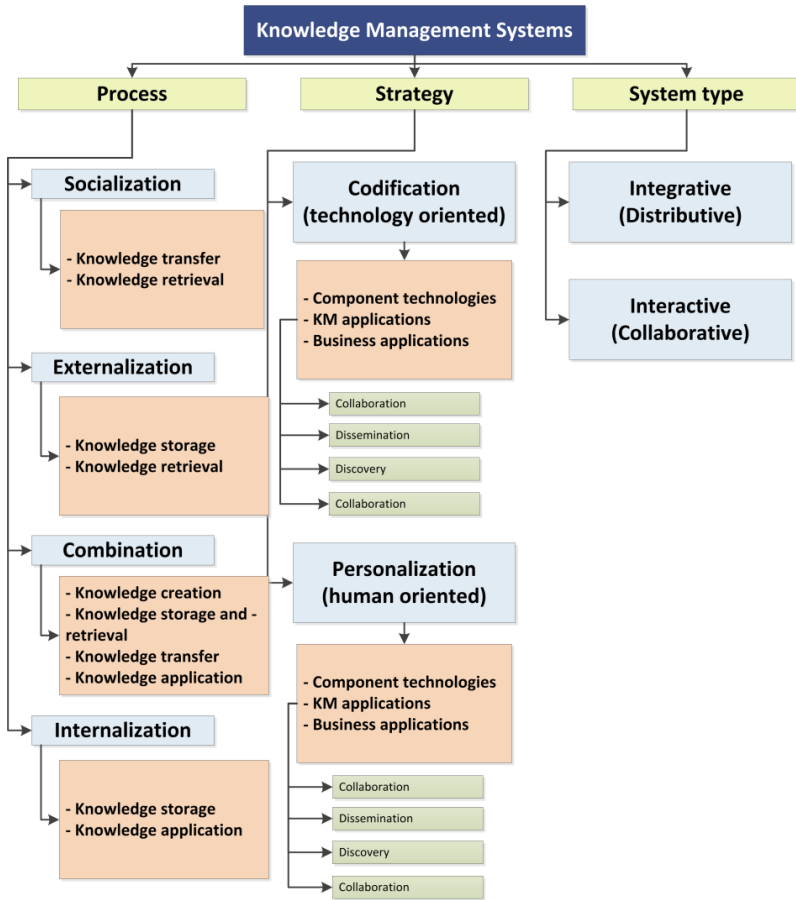 Knowledge Management Systems
Process
Strategy
System type
Socialization
- Knowledge transfer
- Knowledge retrieval
Externalization
- Knowledge storage
- Knowledge retrieval
Combination
- Knowledge creation
- Knowledge storage and -
retrieval
- Knowledge transfer
- Knowledge application
Internalization
- Knowledge storage
- Knowledge application
Codification
(technology oriented)
- Component technologies
- KM applications
- Business applications
Collaboration
Dissemination
Discovery
Collaboration
Personalization
(human oriented)
- Component technologies
- KM applications
- Business applications
Collaboration
Dissemination
Discovery
Collaboration
Integrative
(Distributive)
Interactive
(Collaborative)